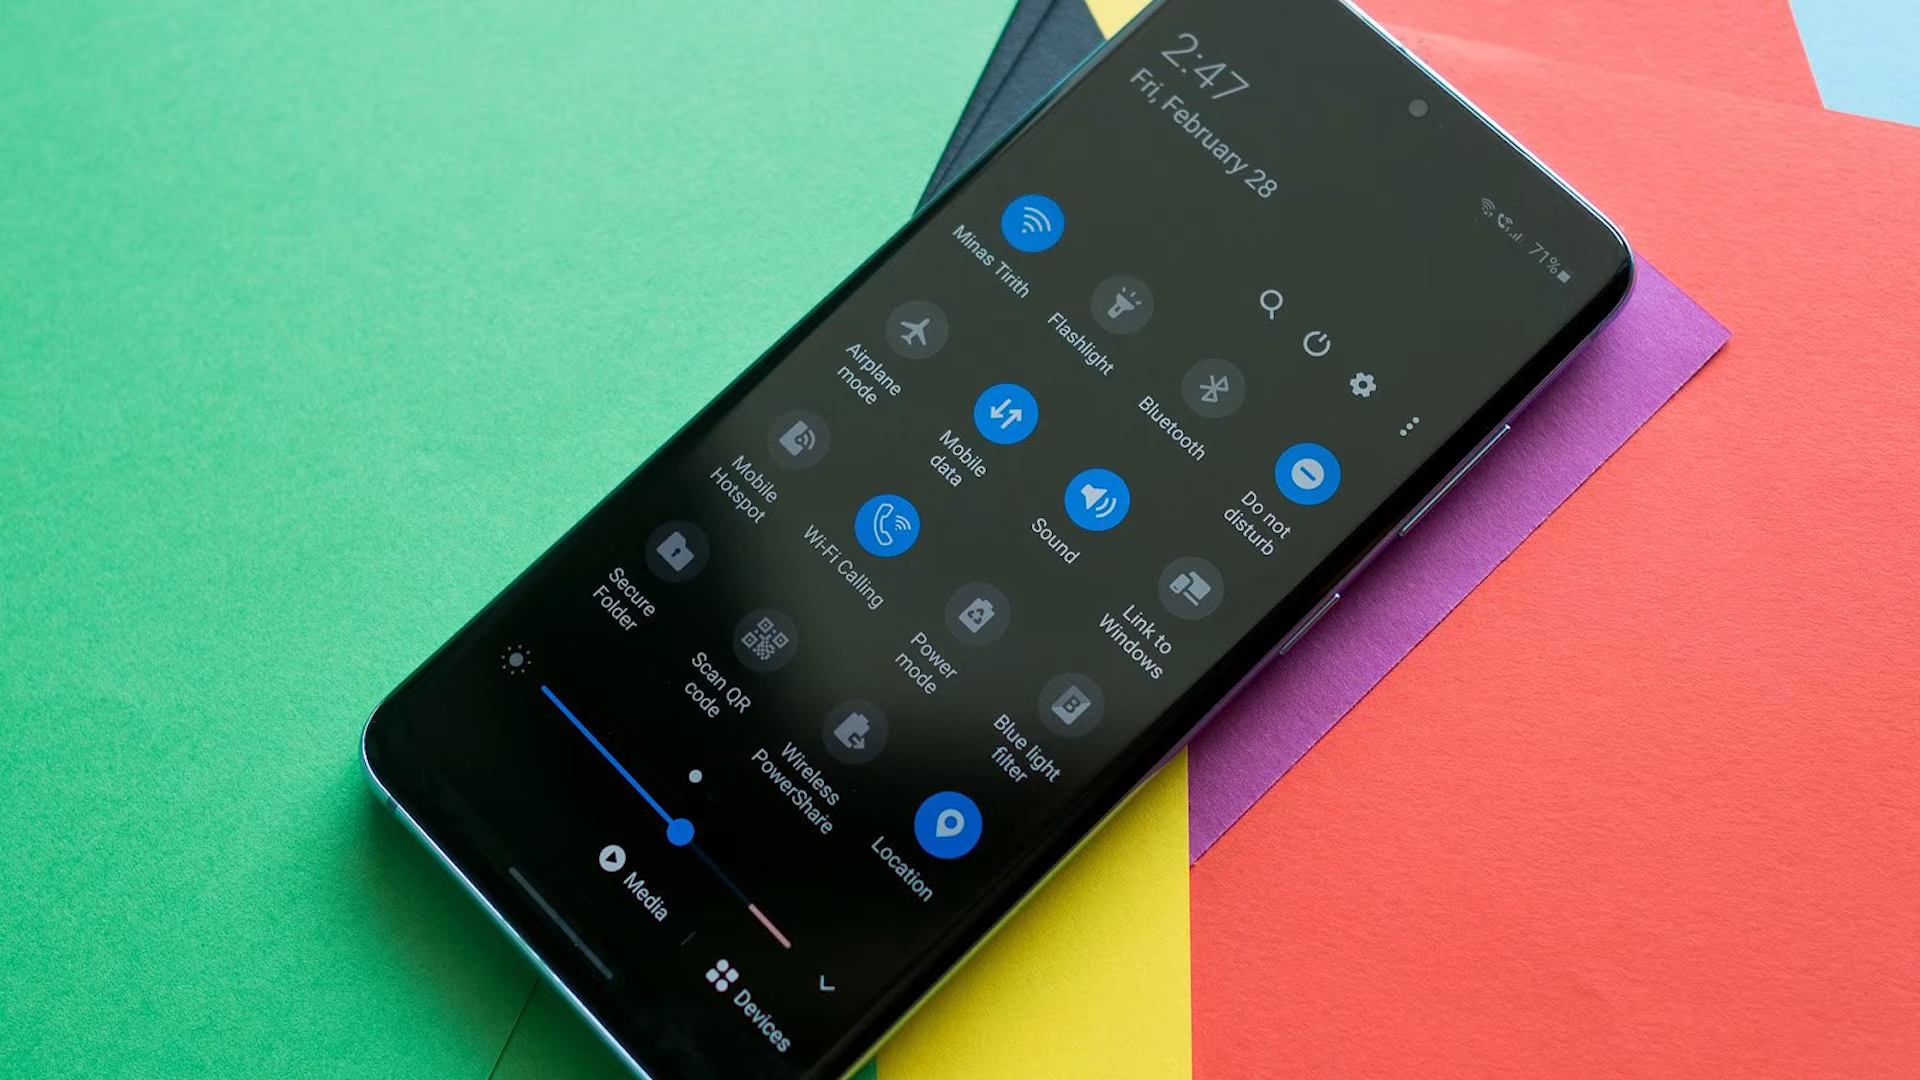 2:47
Fri, February 28
71%
Minas Tirith
Flashlight
Bluetooth
Do not
disturb
Airplane
mode
Mobile
data
Sound
Link to
Windows
Mobile
Hotspot
Wi-Fi Calling
Power
mode
Blue light
filter
Secure
Folder
Scan QR
code
Wireless
PowerShare
Location
Media
Devices